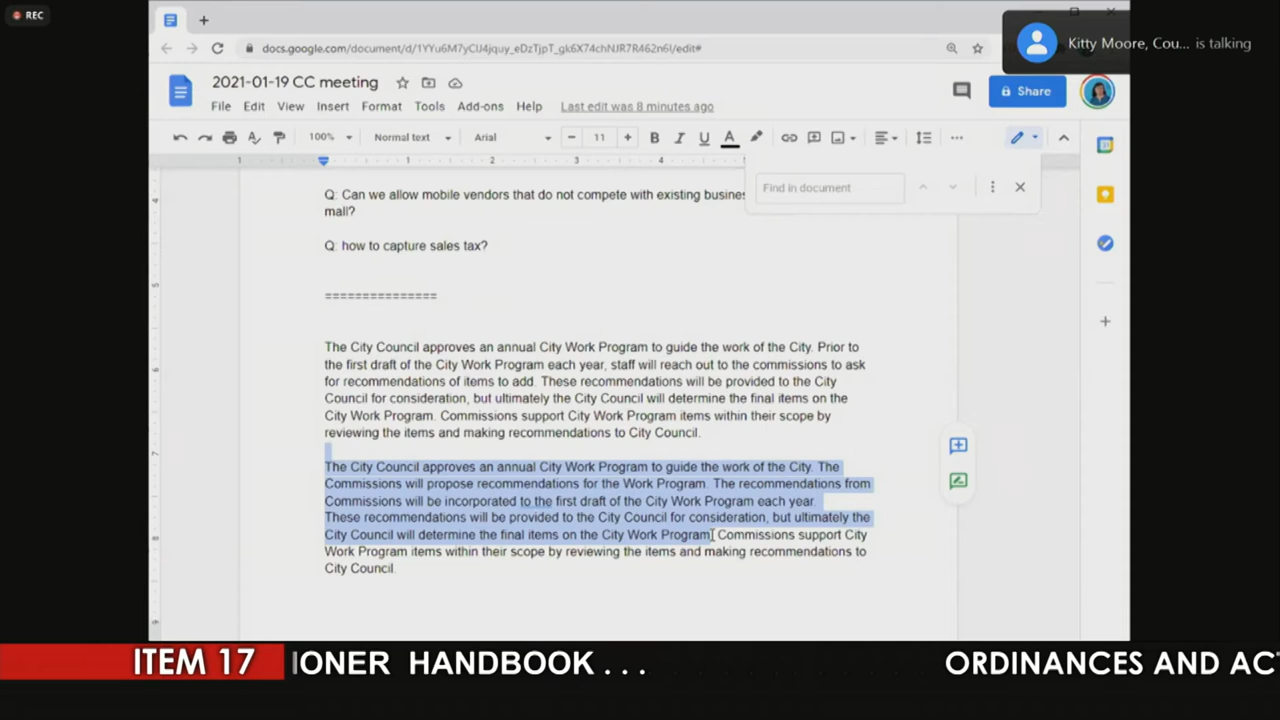 REC
docs.google.com/document/d/1YYu6M7yCIJ4jquy_eDzTjpT_gk6X74chNJR7R462n6I/edit#
Kitty Moore, Cou... is talking
2021-01-19 CC meeting
Share
File Edit View Insert Format Tools Add-ons Help Last edit was 8 minutes ago
100% Normal text Arial 11 B I U A
1 1 2 3 4
Find in document
Q: Can we allow mobile vendors that do not compete with existing busines
mall?
Q: how to capture sales tax?
===============
The City Council approves an annual City Work Program to guide the work of the City. Prior to
the first draft of the City Work Program each year, staff will reach out to the commissions to ask
for recommendations of items to add. These recommendations will be provided to the City
Council for consideration, but ultimately the City Council will determine the final items on the
City Work Program. Commissions support City Work Program items within their scope by
reviewing the items and making recommendations to City Council.
The City Council approves an annual City Work Program to guide the work of the City. The
Commissions will propose recommendations for the Work Program. The recommendations from
Commissions will be incorporated to the first draft of the City Work Program each year.
These recommendations will be provided to the City Council for consideration, but ultimately the
City Council will determine the final items on the City Work Program. Commissions support City
Work Program items within their scope by reviewing the items and making recommendations to
City Council.
ITEM 17 IONER HANDBOOK . . . ORDINANCES AND AC